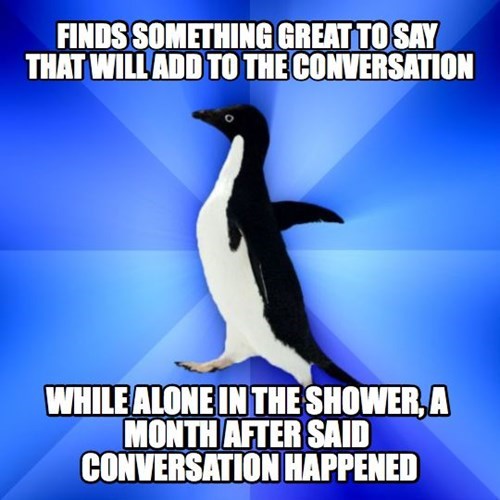 FINDS SOMETHING GREAT TO SAY
THAT WILL ADD TO THE CONVERSATION
WHILE ALONE IN THE SHOWER, A
MONTH AFTER SAID
CONVERSATION HAPPENED